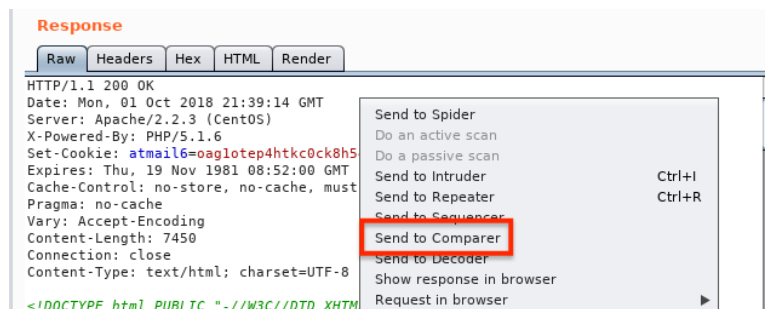 Response
Raw Headers Hex HTML Render
HTTP/1.1 200 OK
Date: Mon, 01 Oct 2018 21:39:14 GMT
Server: Apache/2.2.3 (CentOS)
X-Powered-By: PHP/5.1.6
Set-Cookie: atmail6=oag1otep4htkc0ck8h5
Expires: Thu, 19 Nov 1981 08:52:00 GMT
Cache-Control: no-store, no-cache, must
Pragma: no-cache
Vary: Accept-Encoding
Content-Length: 7450
Connection: close
Content-Type: text/html; charset=UTF-8
<!DOCTYPE html PUBLIC "-//W3C//DTD XHTM
Send to Spider
Do an active scan
Do a passive scan
Send to Intruder Ctrl+I
Send to Repeater Ctrl+R
Send to Sequencer
Send to Comparer
Send to Decoder
Show response in browser
Request in browser